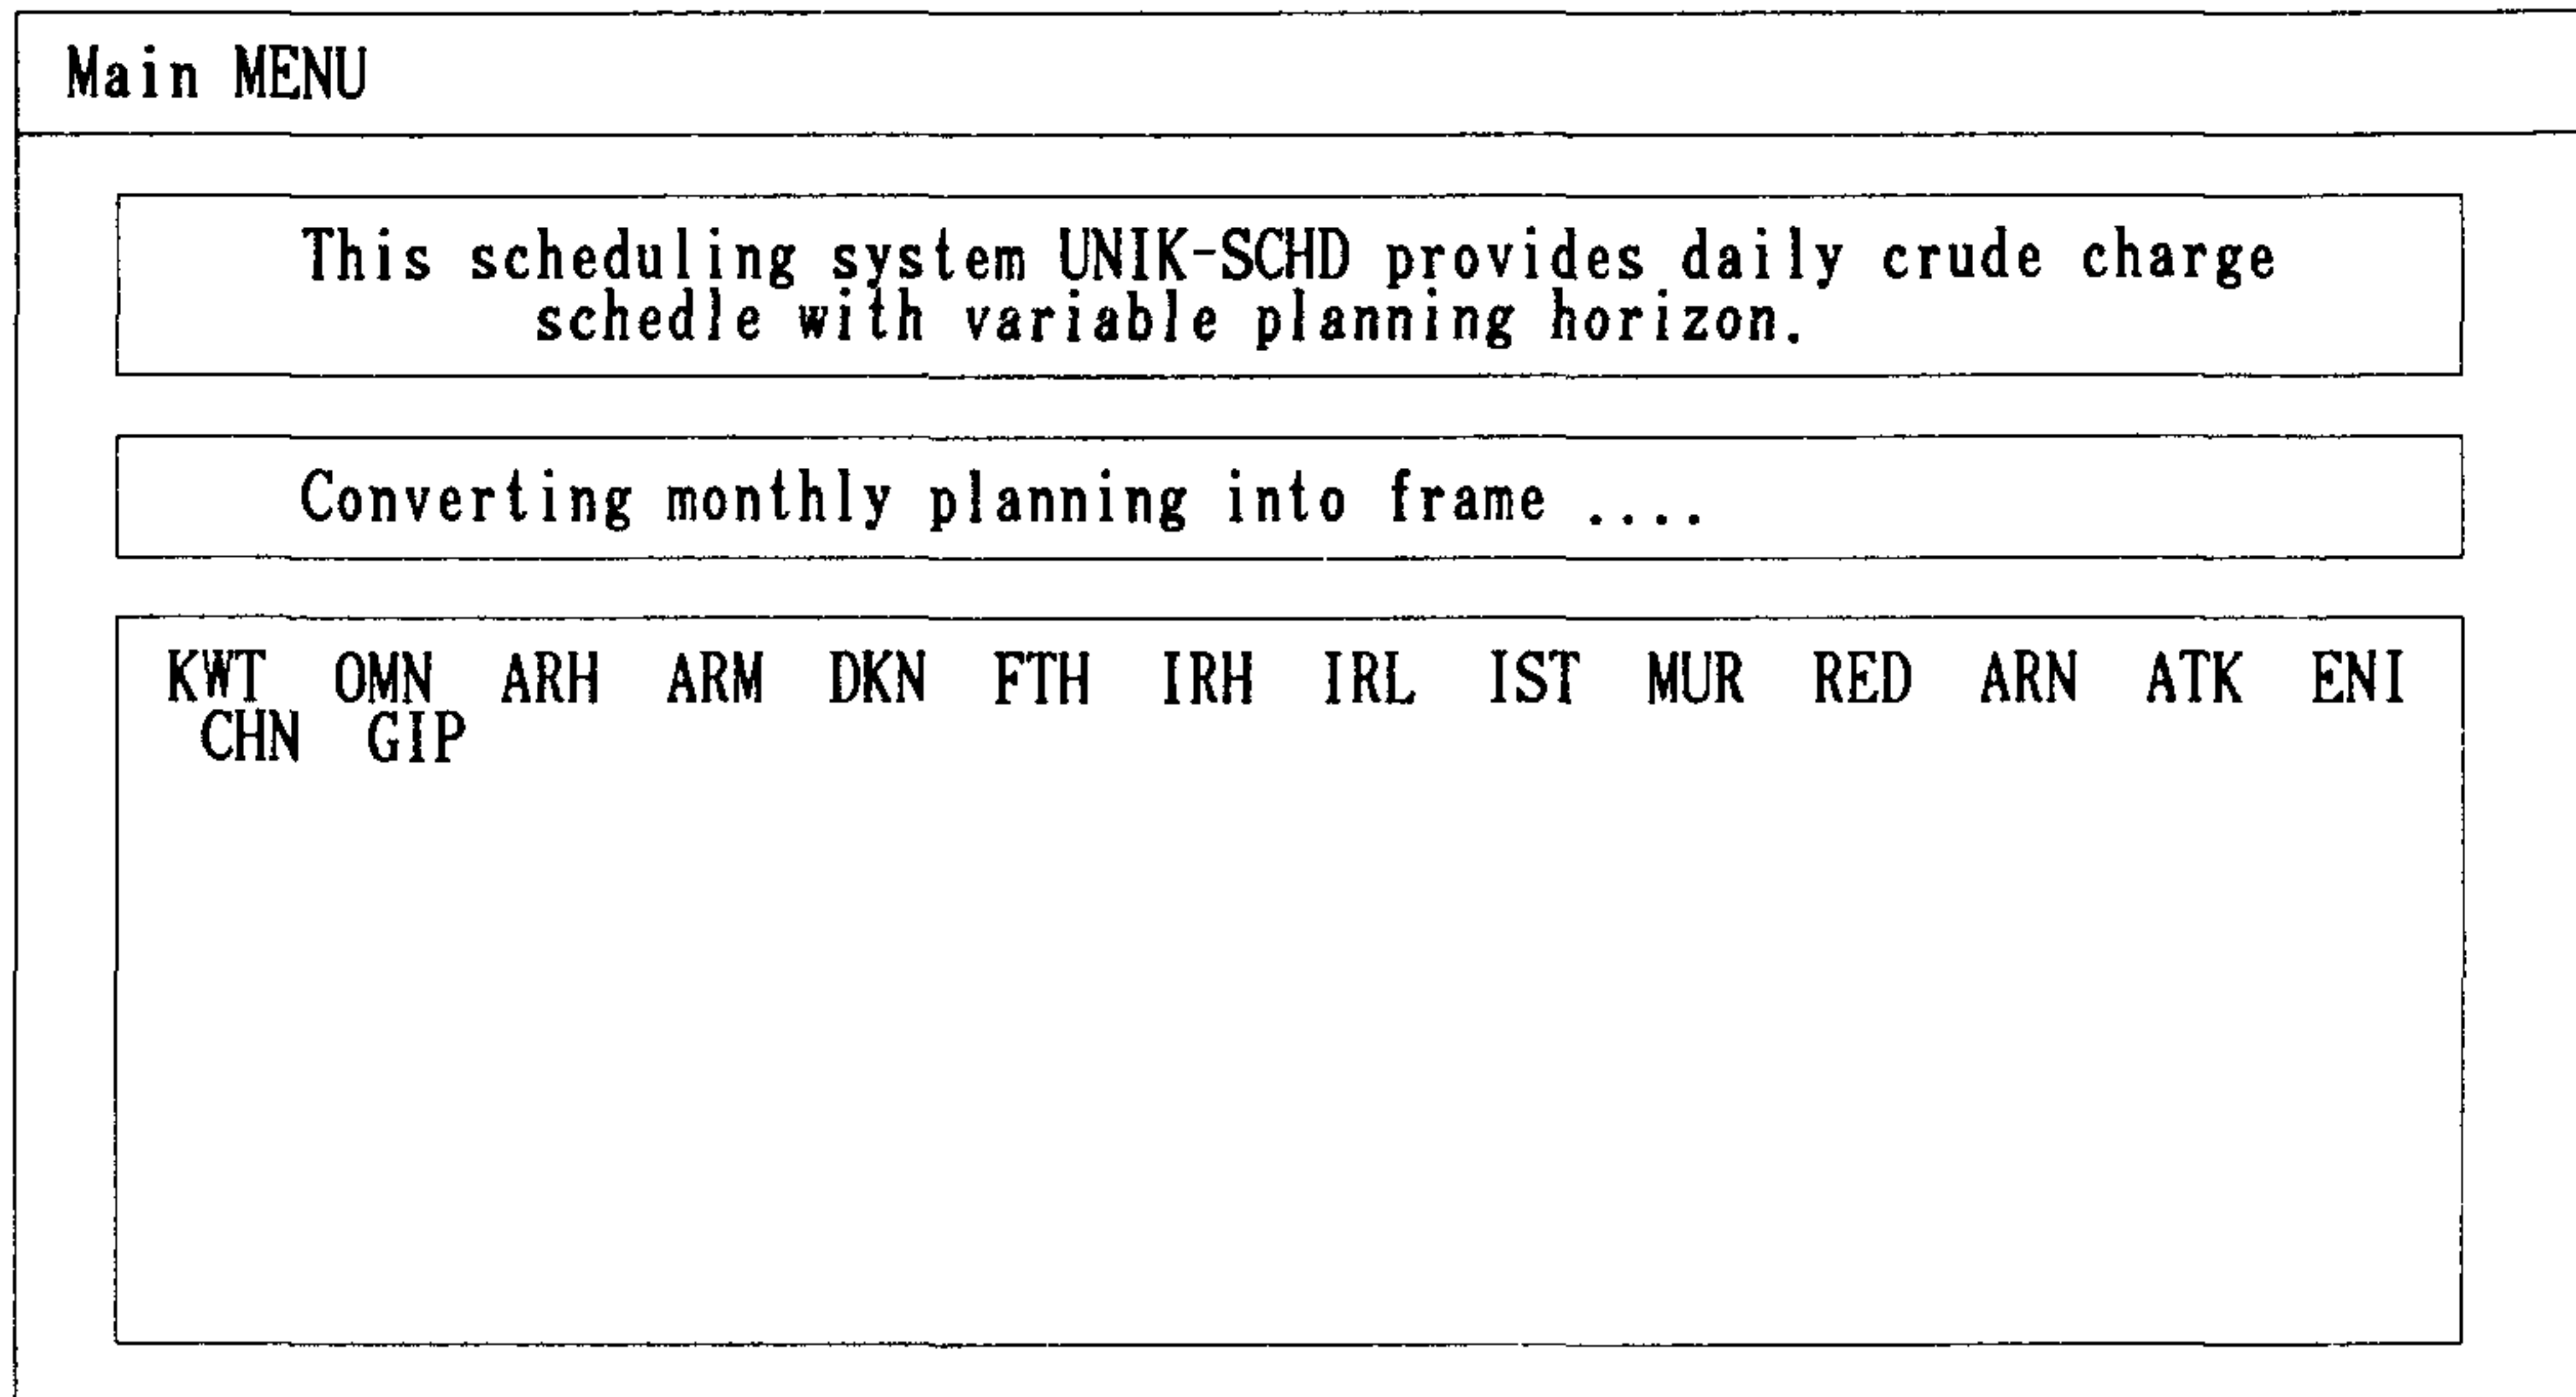 Main MENU
This scheduling system UNIK-SCHD provides daily crude charge
schedle with variable planning horizon.
Converting monthly planning into frame ....
KWT OMN ARH ARM DKN FTH IRH IRL IST MUR RED ARN ATK ENI
CHN GIP